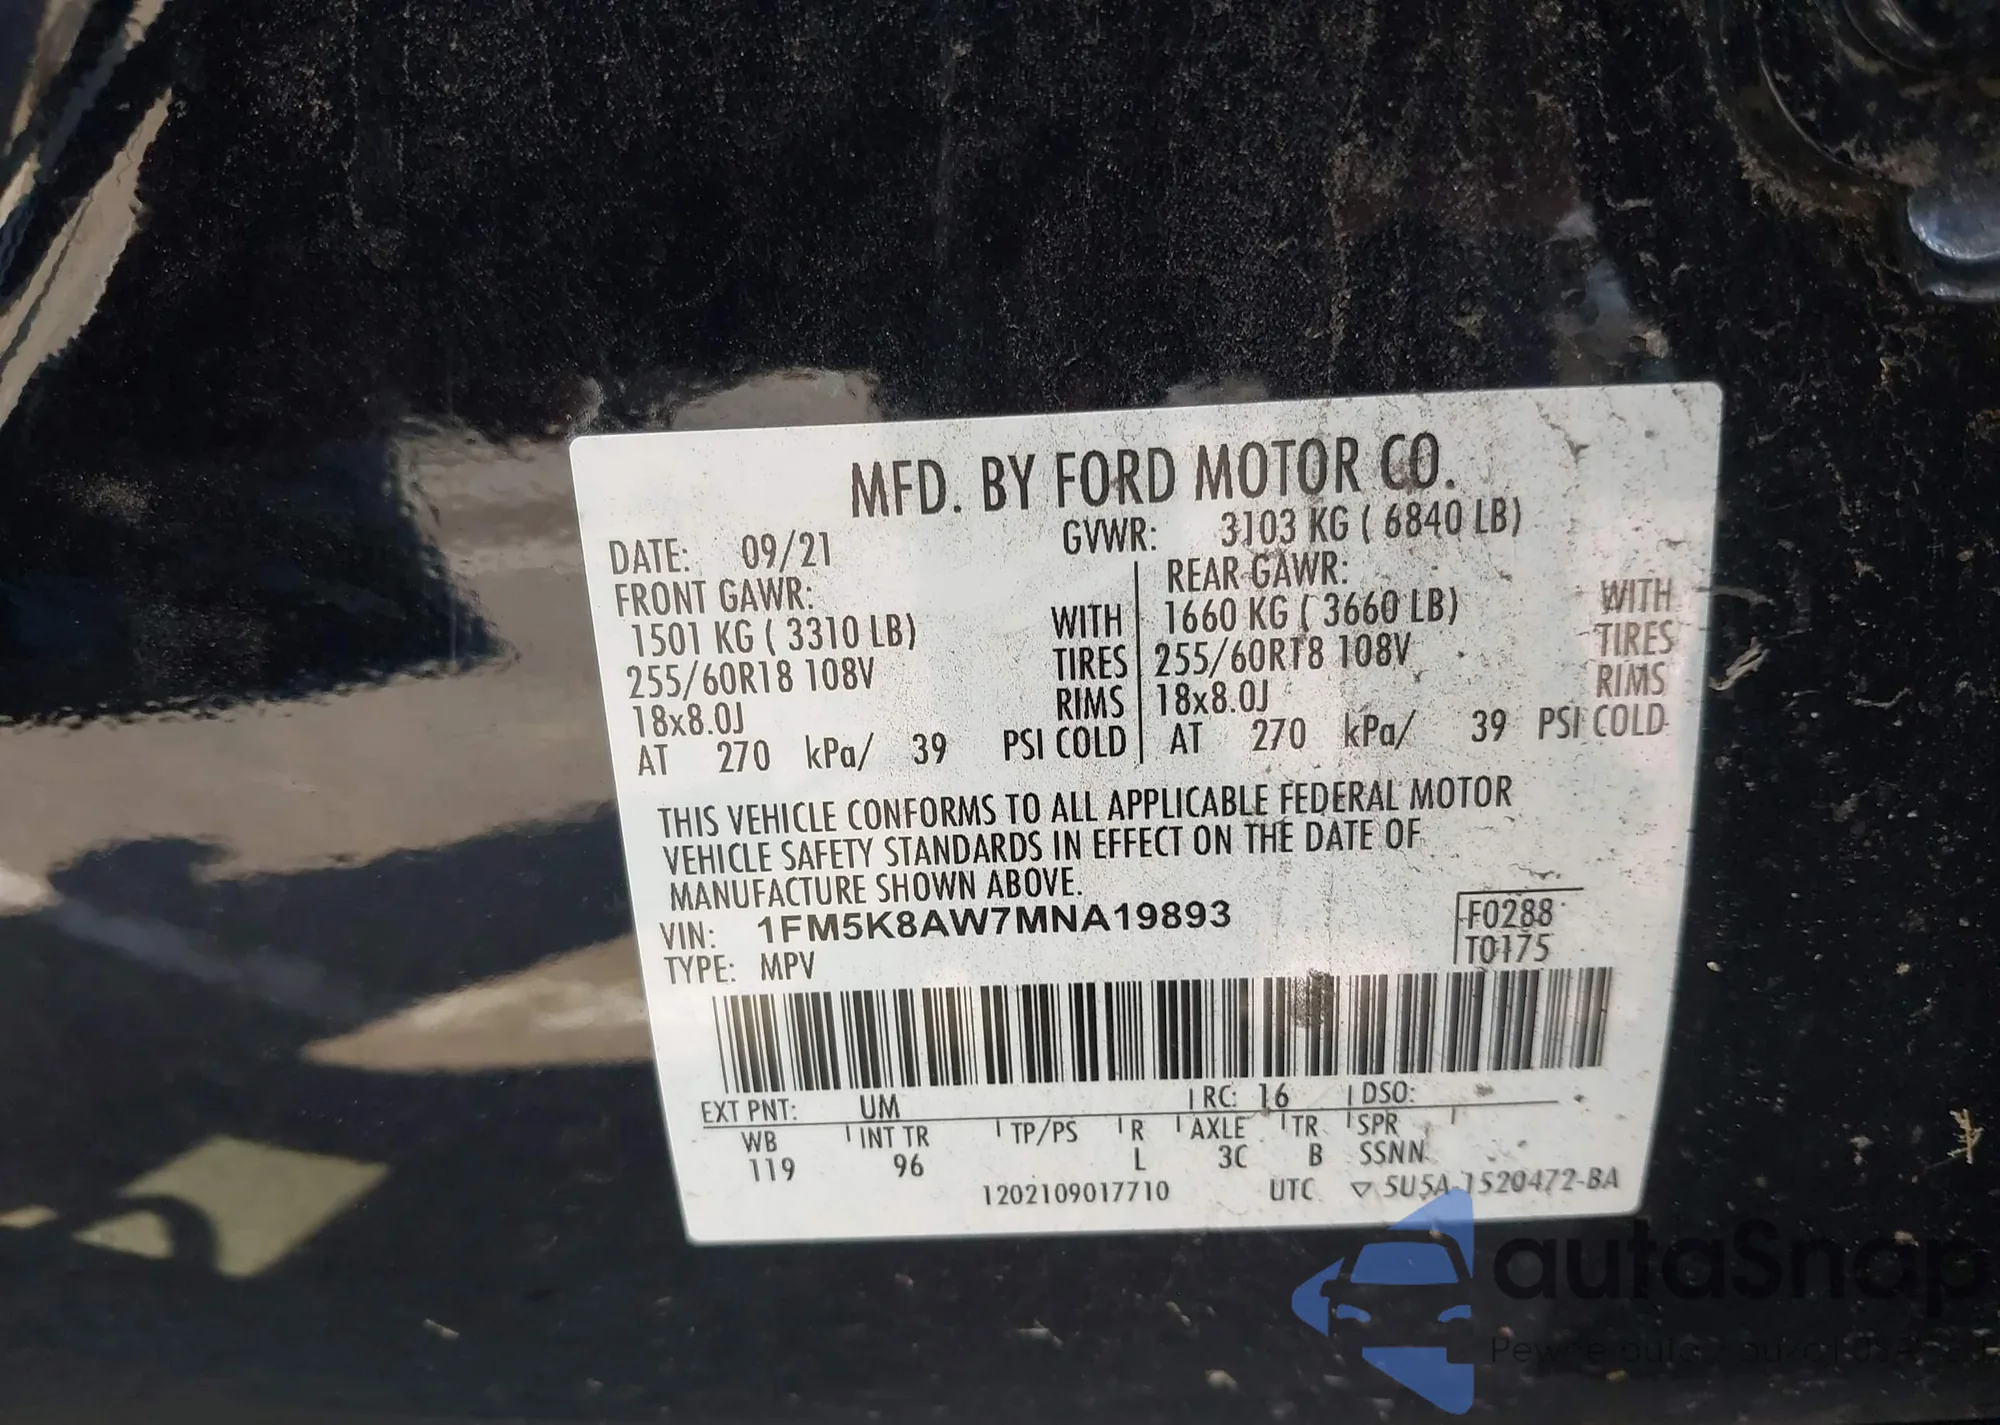 MFD. BY FORD MOTOR CO.
DATE: 09/21 GVWR: 3103 KG ( 6840 LB)
FRONT GAWR: REAR GAWR:
1501 KG ( 3310 LB) WITH 1660 KG ( 3660 LB) WITH
255/60R18 108V TIRES 255/60R18 108V TIRES
18x8.0J RIMS 18x8.0J RIMS
AT 270 kPa/ 39 PSI COLD AT 270 kPa/ 39 PSI COLD
THIS VEHICLE CONFORMS TO ALL APPLICABLE FEDERAL MOTOR
VEHICLE SAFETY STANDARDS IN EFFECT ON THE DATE OF
MANUFACTURE SHOWN ABOVE.
VIN: 1FM5K8AW7MNA19893 F0288
TYPE: MPV T0175
EXT PNT: UM RC: 16 DSO:
WB INT TR TP/PS R AXLE TR SPR
119 96 L 3C B SSNN
1202109017710 UTC ▽ 5U5A-1520472-BA
autaSnap